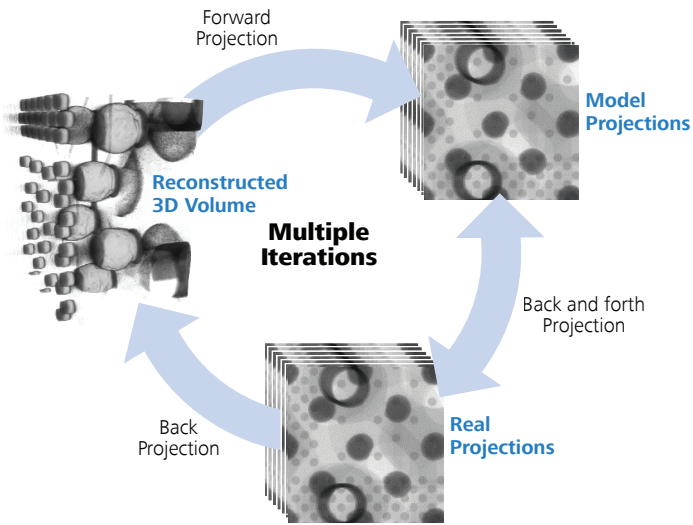 Forward
Projection
Model
Projections
Reconstructed
3D Volume
Multiple
Iterations
Back and forth
Projection
Back
Projection
Real
Projections